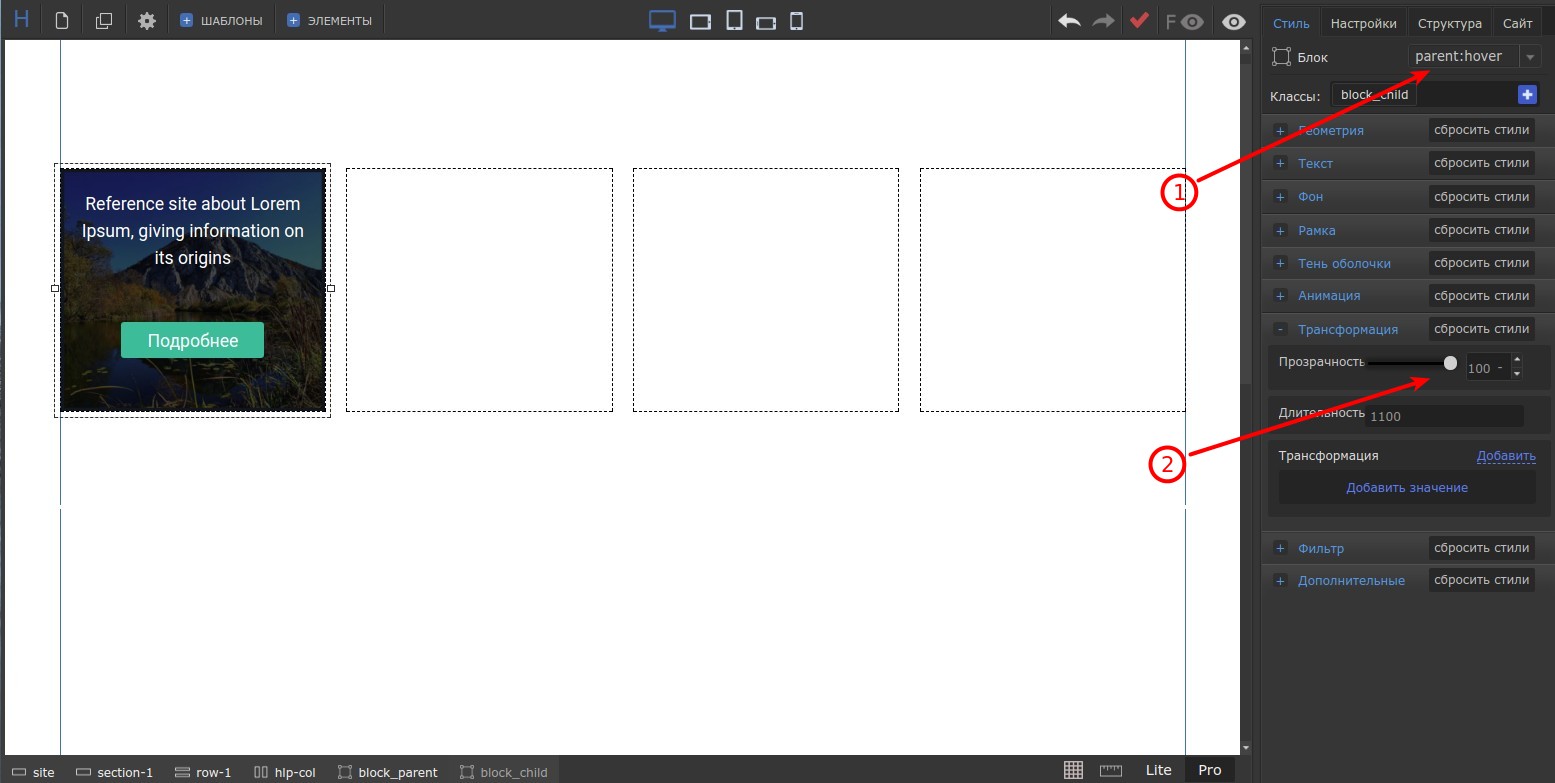 H
ШАБЛОНЫ
ЭЛЕМЕНТЫ
F
Стиль
Настройки
Структура
Сайт
Блок
parent:hover
Классы:
block_child
Геометрия
сбросить стили
1
Текст
сбросить стили
Фон
сбросить стили
Reference site about Lorem
Ipsum, giving information on
its origins
Подробнее
Рамка
сбросить стили
Тень оболочки
сбросить стили
Анимация
сбросить стили
Трансформация
сбросить стили
Прозрачность
100 -
Длительность
1100
2
Трансформация
Добавить
Добавить значение
Фильтр
сбросить стили
Дополнительные
сбросить стили
site
section-1
row-1
hlp-col
block_parent
block_child
Lite
Pro